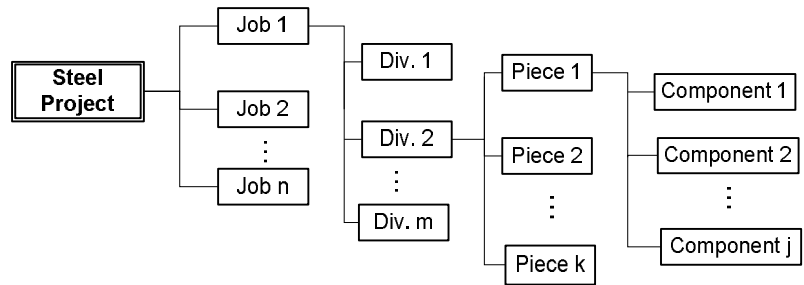 Steel
Project
Job 1
Job 2
Job n
Div. 1
Div. 2
Div. m
Piece 1
Piece 2
Piece k
Component 1
Component 2
Component j